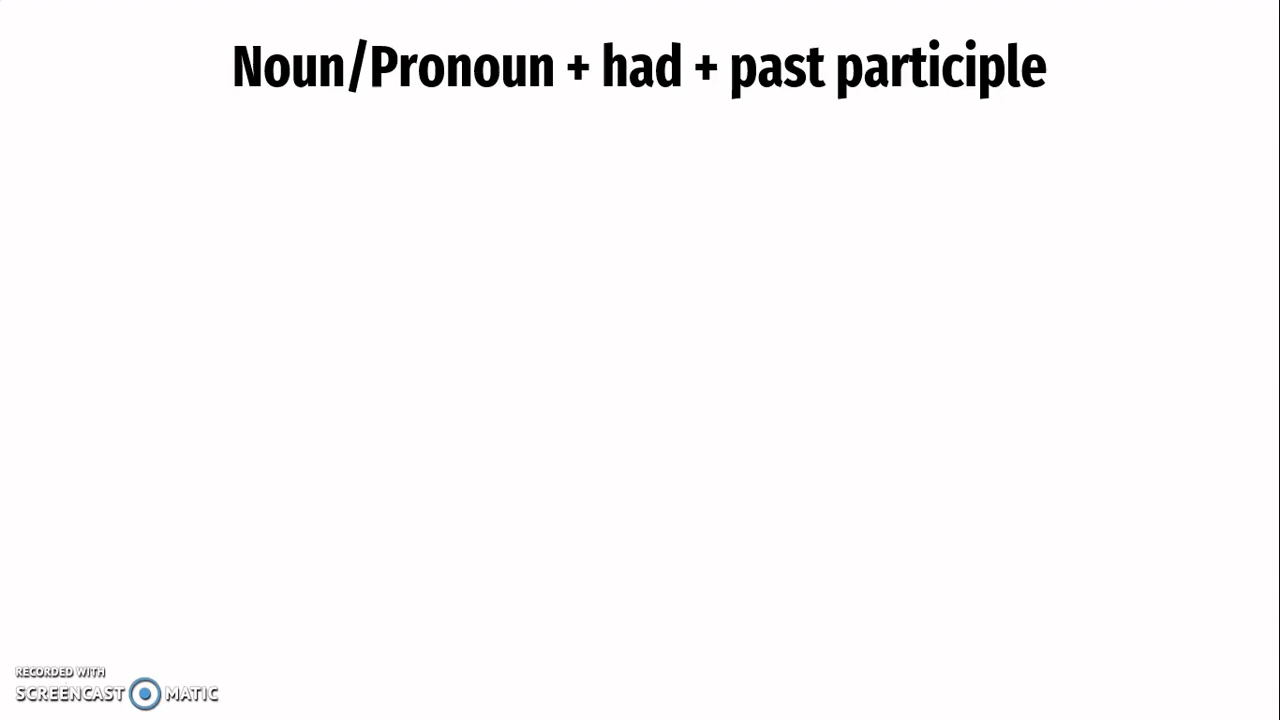 Noun/Pronoun + had + past participle
RECORDED WITH
SCREENCAST MATIC